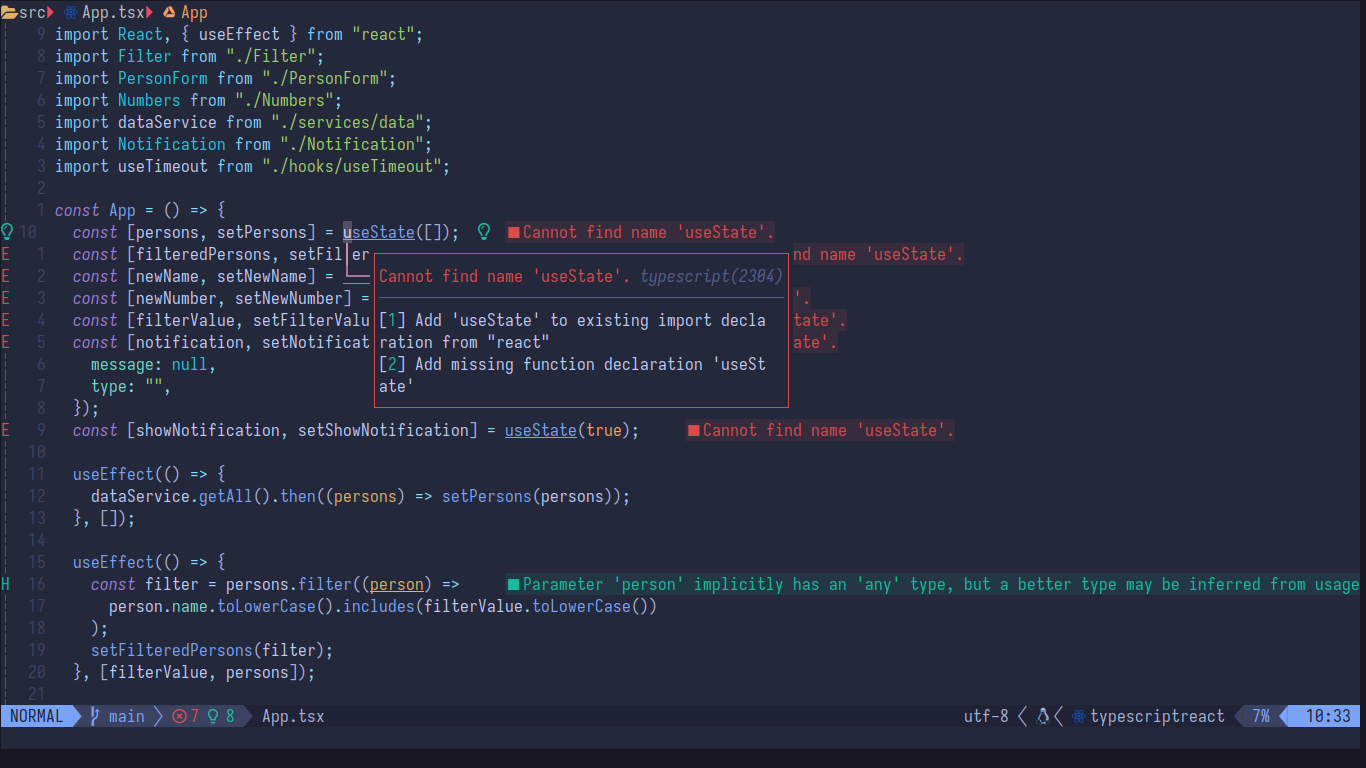 src App.tsx App
9 import React, { useEffect } from "react";
8 import Filter from "./Filter";
7 import PersonForm from "./PersonForm";
6 import Numbers from "./Numbers";
5 import dataService from "./services/data";
4 import Notification from "./Notification";
3 import useTimeout from "./hooks/useTimeout";
2
1 const App = () => {
10 const [persons, setPersons] = useState([]); ■Cannot find name 'useState'.
E 1 const [filteredPersons, setFilter nd name 'useState'.
E 2 const [newName, setNewName] =
Cannot find name 'useState'. typescript(2304)
E 3 const [newNumber, setNewNumber] = '.
E 4 const [filterValue, setFilterValu tate'.
[1] Add 'useState' to existing import decla
E 5 const [notification, setNotificat ate'.
ration from "react"
6 message: null,
[2] Add missing function declaration 'useSt
7 type: "",
ate'
8 });
E 9 const [showNotification, setShowNotification] = useState(true); ■Cannot find name 'useState'.
10
11 useEffect(() => {
12 dataService.getAll().then((persons) => setPersons(persons));
13 }, []);
14
15 useEffect(() => {
H 16 const filter = persons.filter((person) => ■Parameter 'person' implicitly has an 'any' type, but a better type may be inferred from usage
17 person.name.toLowerCase().includes(filterValue.toLowerCase())
18 );
19 setFilteredPersons(filter);
20 }, [filterValue, persons]);
21
NORMAL main 7 8 App.tsx utf-8 typescriptreact 7% 10:33